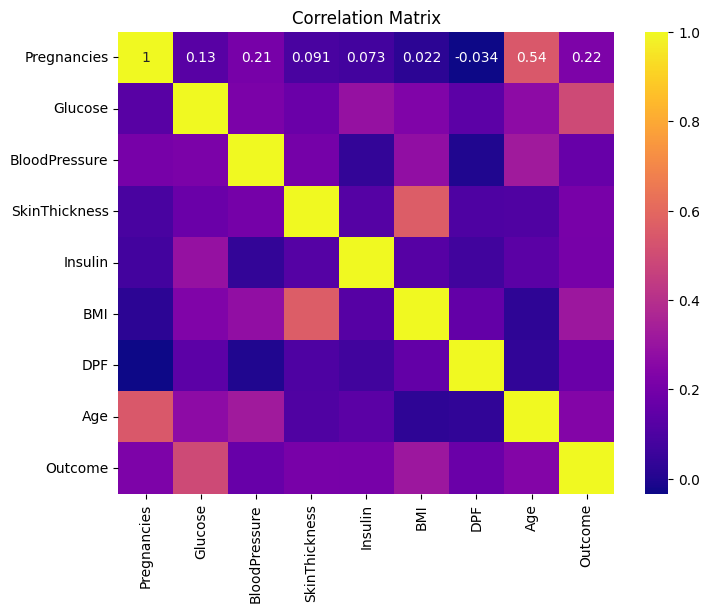 Correlation Matrix
Pregnancies 1 0.13 0.21 0.091 0.073 0.022 -0.034 0.54 0.22
Glucose
BloodPressure
SkinThickness
Insulin
BMI
DPF
Age
Outcome
Pregnancies Glucose BloodPressure SkinThickness Insulin BMI DPF Age Outcome
1.0
0.8
0.6
0.4
0.2
0.0